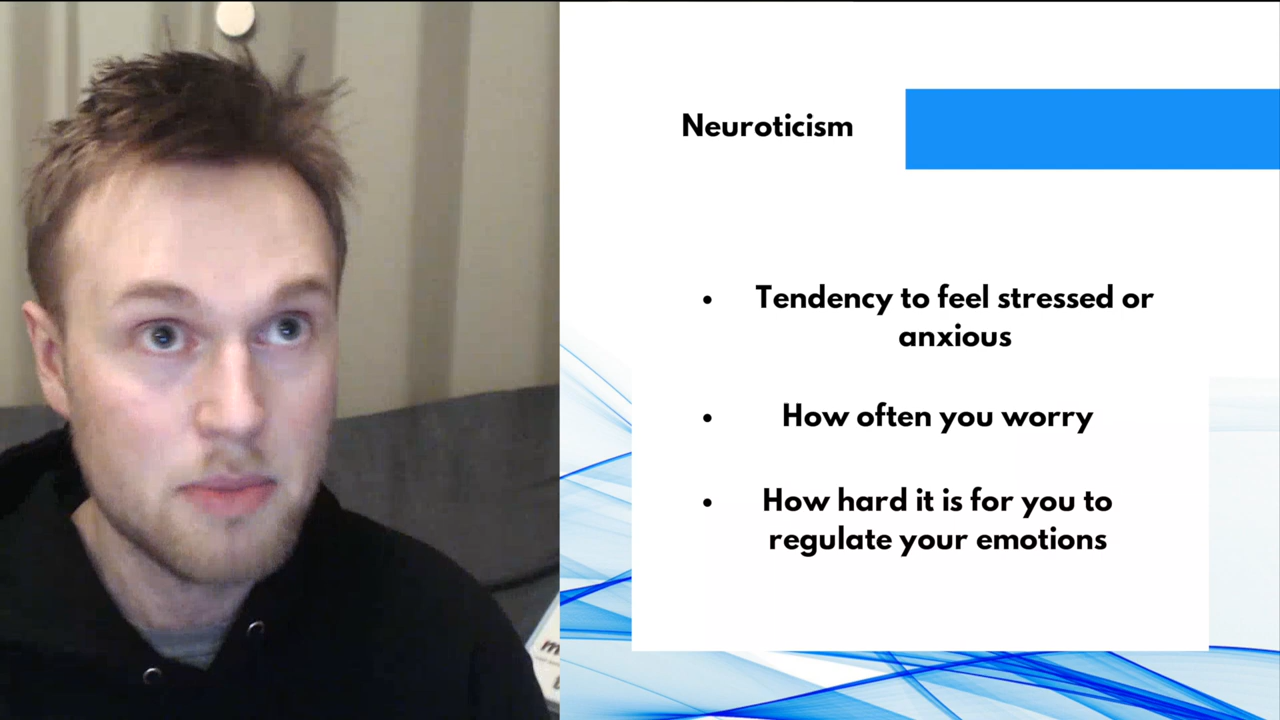 Neuroticism
• Tendency to feel stressed or
anxious
• How often you worry
• How hard it is for you to
regulate your emotions